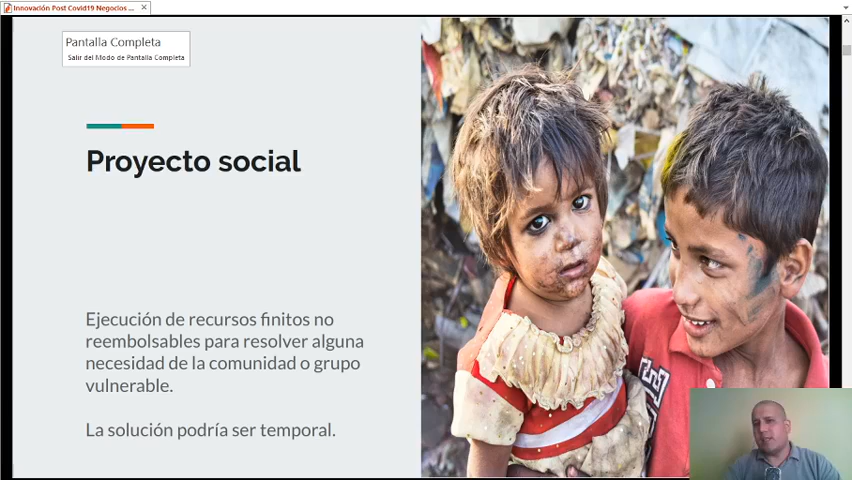 Innovación Post Covid19 Negocios ...
Pantalla Completa
Salir del Modo de Pantalla Completa
Proyecto social
Ejecución de recursos finitos no
reembolsables para resolver alguna
necesidad de la comunidad o grupo
vulnerable.
La solución podría ser temporal.